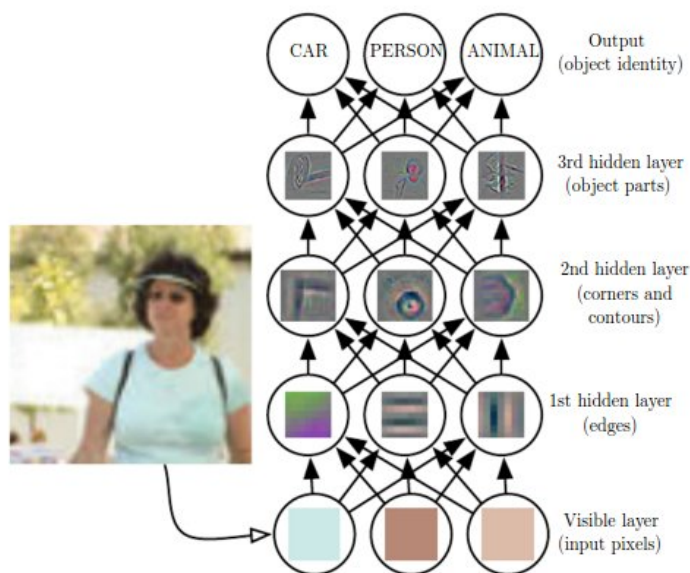 CAR
PERSON
ANIMAL
Output
(object identity)
3rd hidden layer
(object parts)
2nd hidden layer
(corners and
contours)
1st hidden layer
(edges)
Visible layer
(input pixels)